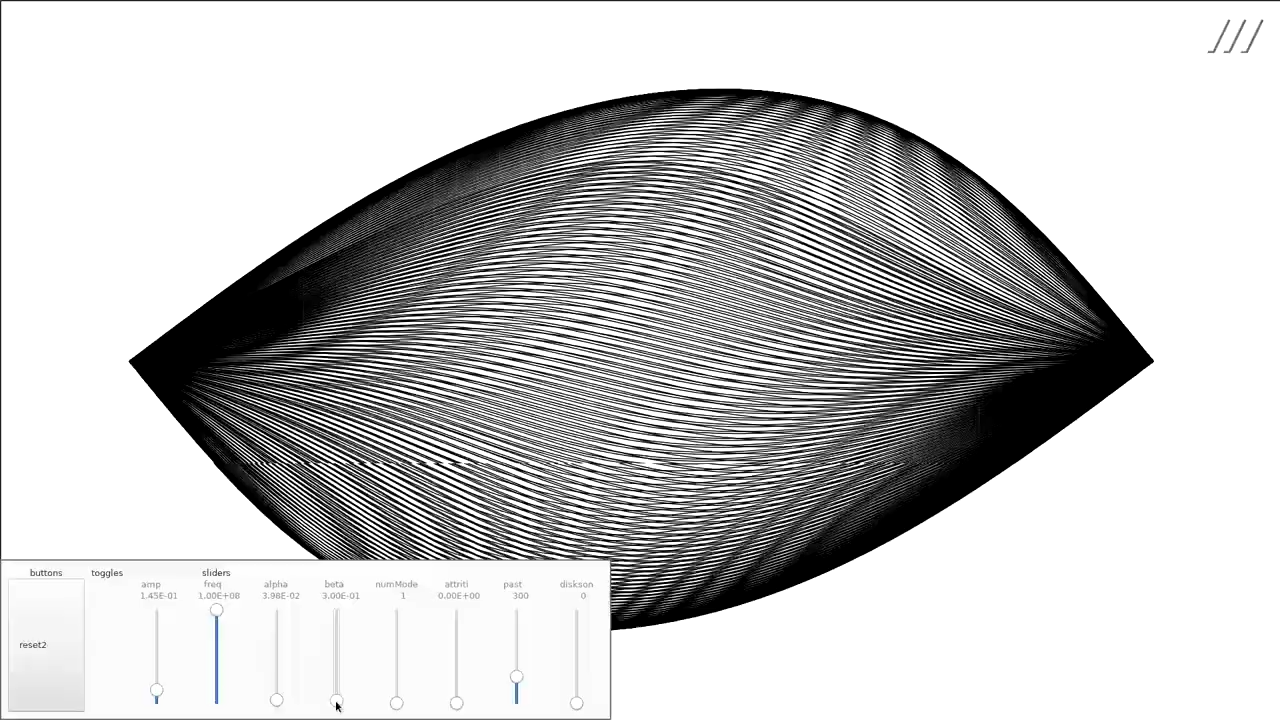 buttons toggles sliders
amp freq alpha beta numMode attriti past diskson
1.45E-01 1.00E+08 3.98E-02 3.00E-01 1 0.00E+00 300 0
reset2